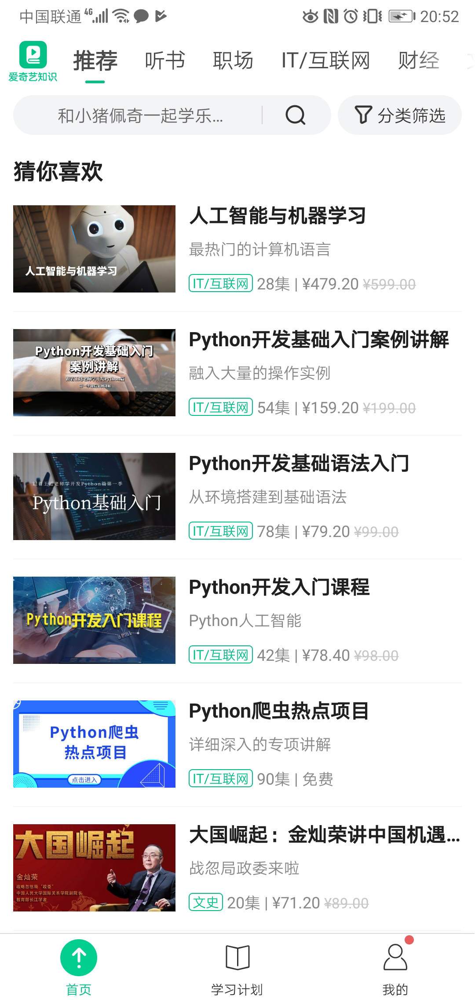 中国联通 4G 20:52
爱奇艺知识
推荐 听书 职场 IT/互联网 财经
和小猪佩奇一起学乐... 分类筛选
猜你喜欢
人工智能与机器学习
人工智能与机器学习
最热门的计算机语言
IT/互联网 28集 | ¥479.20 ¥599.00
Python开发基础入门
案例讲解
跟着王进老师学开发Python篇
第一季课后案例讲解
Python开发基础入门案例讲解
融入大量的操作实例
IT/互联网 54集 | ¥159.20 ¥199.00
跟着王进老师学开发Python篇第一季
Python基础入门
Python开发基础语法入门
从环境搭建到基础语法
IT/互联网 78集 | ¥79.20 ¥99.00
Python开发入门课程
Python开发入门课程
Python人工智能
IT/互联网 42集 | ¥78.40 ¥98.00
Python爬虫
热点项目
点击进入
Python爬虫热点项目
详细深入的专项讲解
IT/互联网 90集 | 免费
大国崛起
金灿荣
战略忽悠局“政委”
中国人民大学国际关系学院副院长
教育部长江学者
大国崛起：金灿荣讲中国机遇...
战忽局政委来啦
文史 20集 | ¥71.20 ¥89.00
首页 学习计划 我的